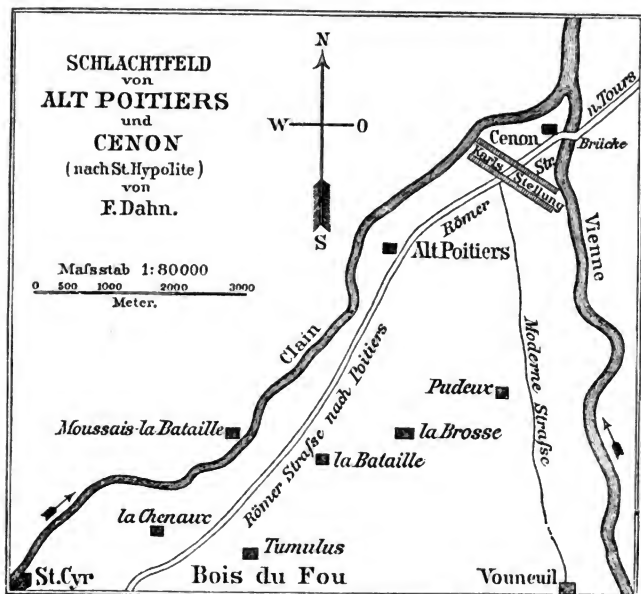 SCHLACHTFELD
von
ALT POITIERS
und
CENON
(nach St. Hypolite)
von
F. Dahn.
N
W
O
S
Maſsstab 1:80000
0 500 1000 2000 3000
Meter.
n. Tours
Cenon
Brücke
Str.
Karls Stellung
Römer
Vienne
Alt Poitiers
Clain
Römer Straſse nach Poitiers
Moderne Straſse
Pudeux
Moussais-la Bataille
la Brosse
la Bataille
la Chenaux
Tumulus
St. Cyr
Bois du Fou
Vouneuil